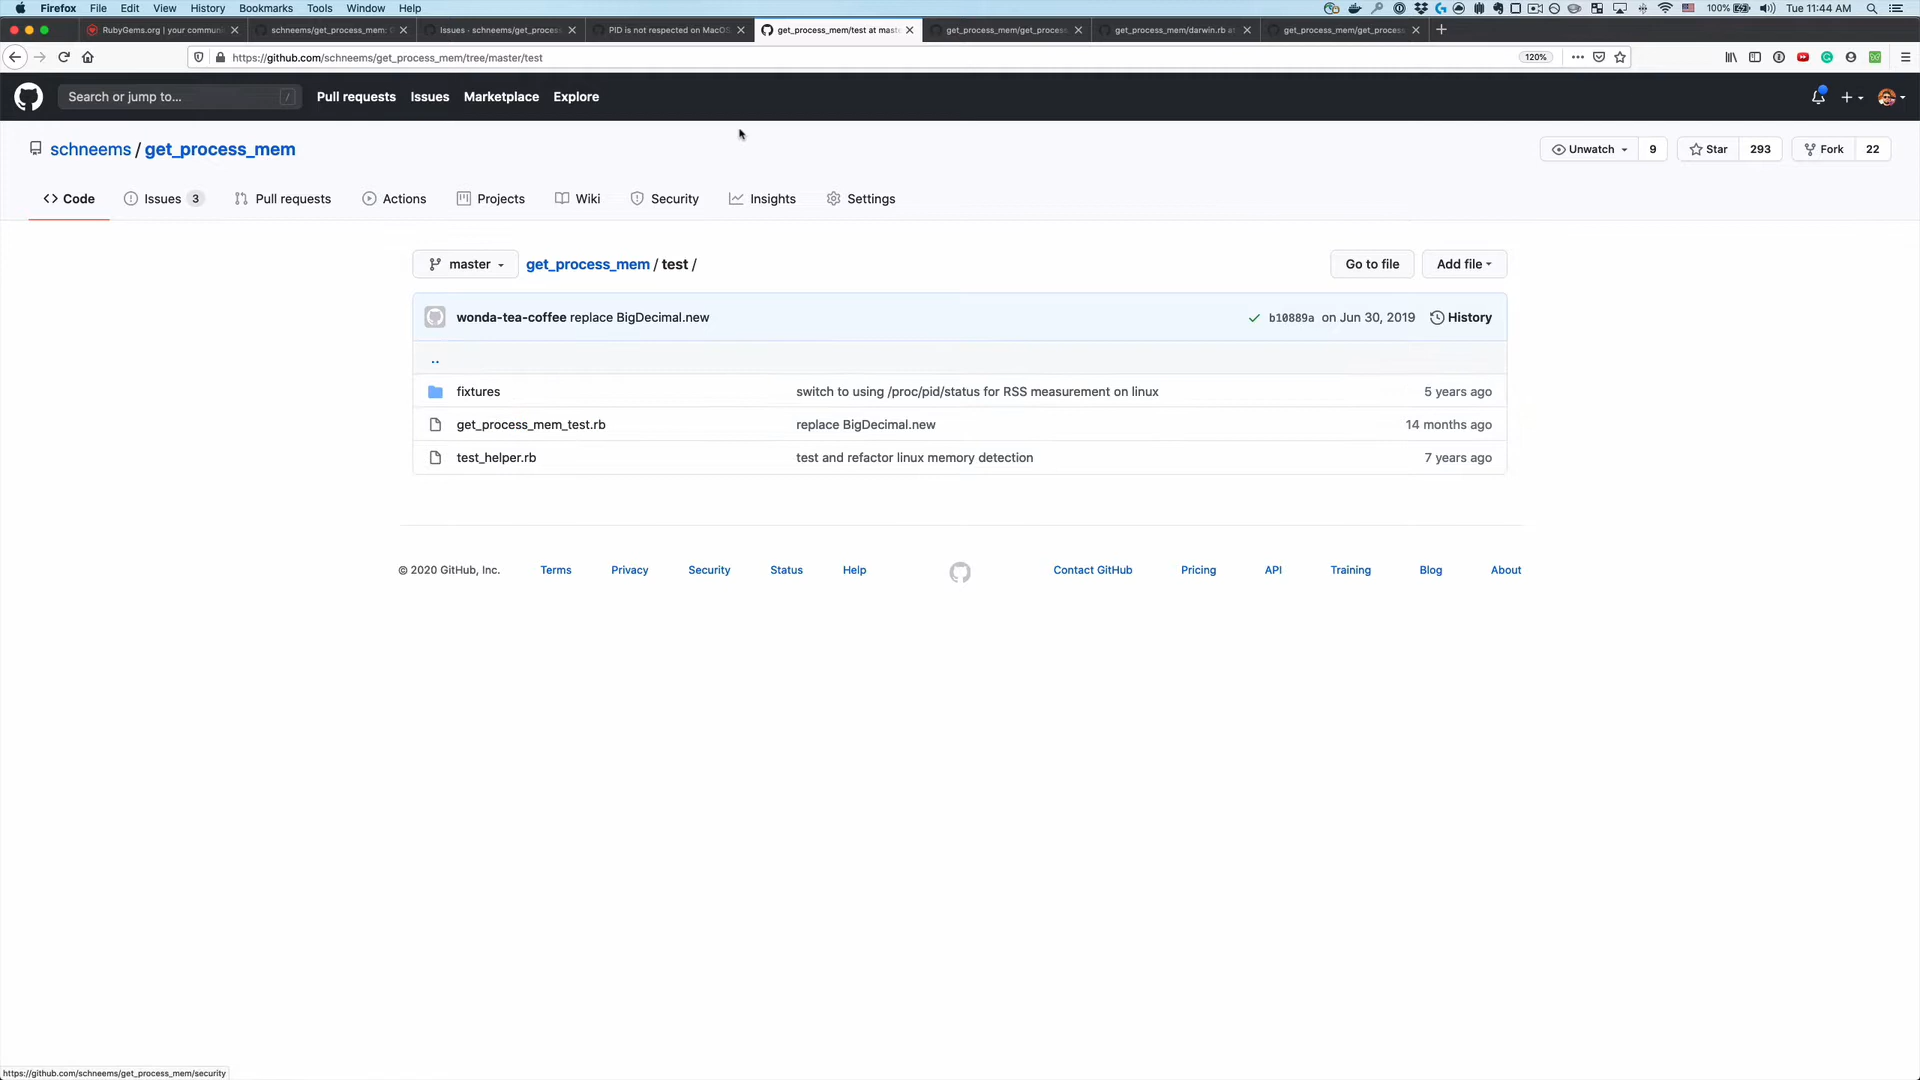 Firefox File Edit View History Bookmarks Tools Window Help 100% Tue 11:44 AM
RubyGems.org | your commun schneems/get_process_mem: Issues · schneems/get_proces PID is not respected on MacOS get_process_mem/test at mast get_process_mem/get_process get_process_mem/darwin.rb at get_process_mem/get_process
https://github.com/schneems/get_process_mem/tree/master/test 120%
Search or jump to... / Pull requests Issues Marketplace Explore
schneems / get_process_mem Unwatch 9 Star 293 Fork 22
Code Issues 3 Pull requests Actions Projects Wiki Security Insights Settings
master get_process_mem / test / Go to file Add file
wonda-tea-coffee replace BigDecimal.new b10889a on Jun 30, 2019 History
..
fixtures switch to using /proc/pid/status for RSS measurement on linux 5 years ago
get_process_mem_test.rb replace BigDecimal.new 14 months ago
test_helper.rb test and refactor linux memory detection 7 years ago
© 2020 GitHub, Inc. Terms Privacy Security Status Help Contact GitHub Pricing API Training Blog About
https://github.com/schneems/get_process_mem/security